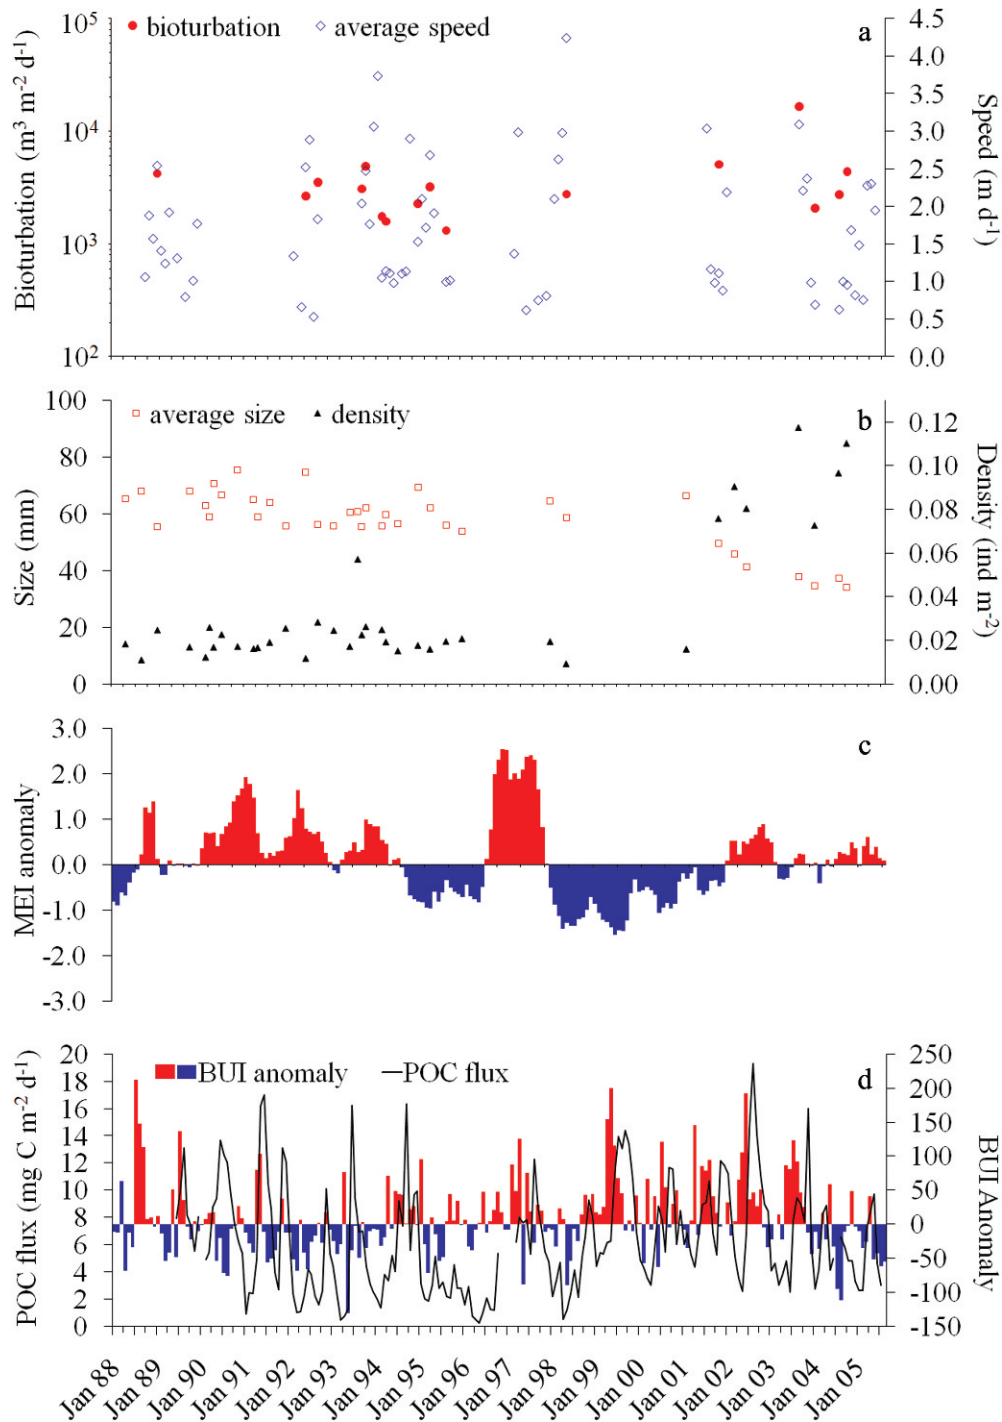 bioturbation average speed a
Bioturbation (m³ m⁻² d⁻¹)
10⁵
10⁴
10³
10²
4.5
4.0
3.5
3.0
2.5
2.0
1.5
1.0
0.5
0.0
Speed (m d⁻¹)
average size density b
Size (mm)
100
80
60
40
20
0
0.12
0.10
0.08
0.06
0.04
0.02
0.00
Density (ind m⁻²)
c
MEI anomaly
3.0
2.0
1.0
0.0
-1.0
-2.0
-3.0
BUI anomaly POC flux d
POC flux (mg C m⁻² d⁻¹)
20
18
16
14
12
10
8
6
4
2
0
250
200
150
100
50
0
-50
-100
-150
BUI Anomaly
Jan 88
Jan 89
Jan 90
Jan 91
Jan 92
Jan 93
Jan 94
Jan 95
Jan 96
Jan 97
Jan 98
Jan 99
Jan 00
Jan 01
Jan 02
Jan 03
Jan 04
Jan 05